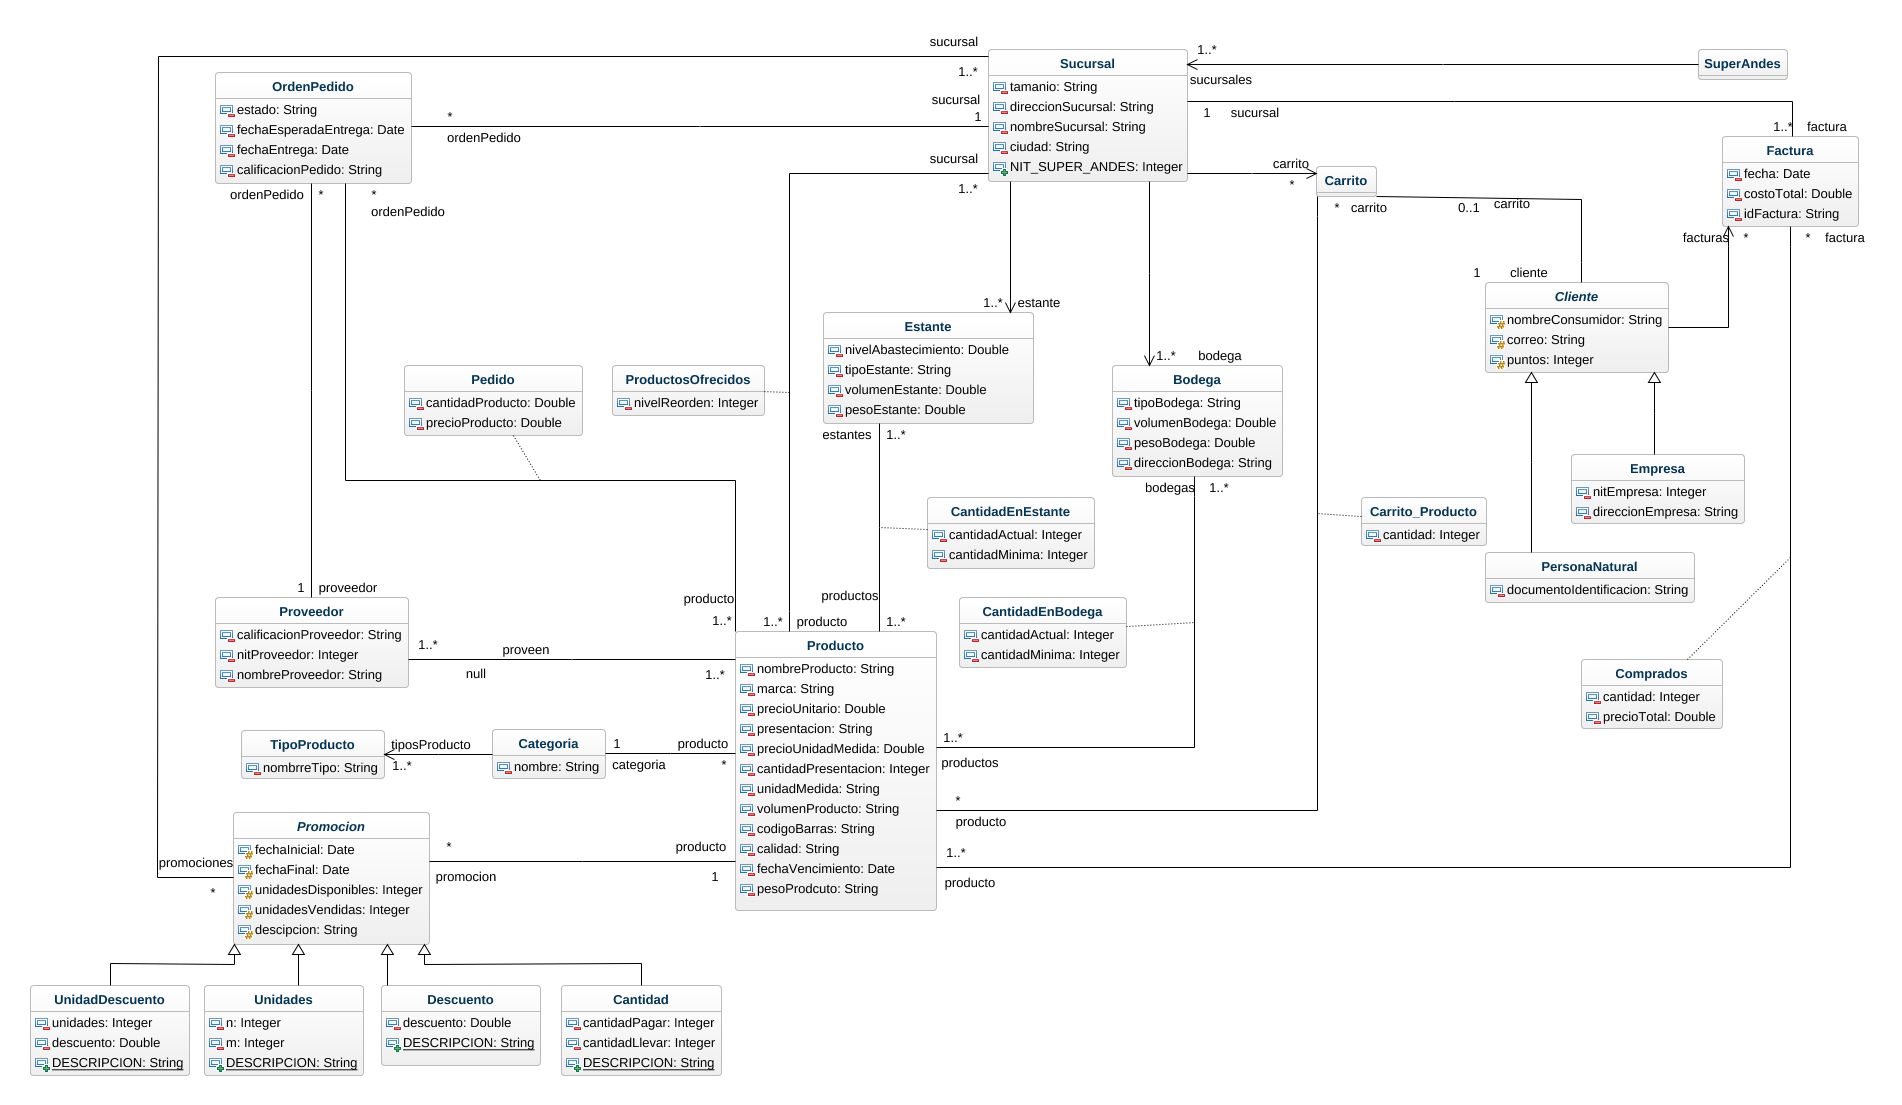 sucursal
1..*
Sucursal
tamanio: String
direccionSucursal: String
nombreSucursal: String
ciudad: String
NIT_SUPER_ANDES: Integer
1..*
sucursales
SuperAndes
OrdenPedido
estado: String
fechaEsperadaEntrega: Date
fechaEntrega: Date
calificacionPedido: String
*
ordenPedido
sucursal
1
1
sucursal
1..*
factura
Factura
fecha: Date
costoTotal: Double
idFactura: String
sucursal
1..*
carrito
*
Carrito
*
carrito
0..1
carrito
ordenPedido
*
*
ordenPedido
facturas
*
*
factura
1
cliente
Cliente
nombreConsumidor: String
correo: String
puntos: Integer
1..*
estante
Estante
nivelAbastecimiento: Double
tipoEstante: String
volumenEstante: Double
pesoEstante: Double
1..*
bodega
Bodega
tipoBodega: String
volumenBodega: Double
pesoBodega: Double
direccionBodega: String
Pedido
cantidadProducto: Double
precioProducto: Double
ProductosOfrecidos
nivelReorden: Integer
estantes
1..*
bodegas
1..*
Empresa
nitEmpresa: Integer
direccionEmpresa: String
CantidadEnEstante
cantidadActual: Integer
cantidadMinima: Integer
Carrito_Producto
cantidad: Integer
PersonaNatural
documentoIdentificacion: String
1
proveedor
Proveedor
calificacionProveedor: String
nitProveedor: Integer
nombreProveedor: String
producto
1..*
1..*
producto
productos
1..*
CantidadEnBodega
cantidadActual: Integer
cantidadMinima: Integer
1..*
proveen
null
1..*
Producto
nombreProducto: String
marca: String
precioUnitario: Double
presentacion: String
precioUnidadMedida: Double
cantidadPresentacion: Integer
unidadMedida: String
volumenProducto: String
codigoBarras: String
calidad: String
fechaVencimiento: Date
pesoProdcuto: String
Comprados
cantidad: Integer
precioTotal: Double
TipoProducto
nombrreTipo: String
tiposProducto
1..*
Categoria
nombre: String
1
categoria
producto
*
1..*
productos
*
producto
1..*
producto
promociones
*
Promocion
fechaInicial: Date
fechaFinal: Date
unidadesDisponibles: Integer
unidadesVendidas: Integer
descipcion: String
*
promocion
producto
1
UnidadDescuento
unidades: Integer
descuento: Double
DESCRIPCION: String
Unidades
n: Integer
m: Integer
DESCRIPCION: String
Descuento
descuento: Double
DESCRIPCION: String
Cantidad
cantidadPagar: Integer
cantidadLlevar: Integer
DESCRIPCION: String